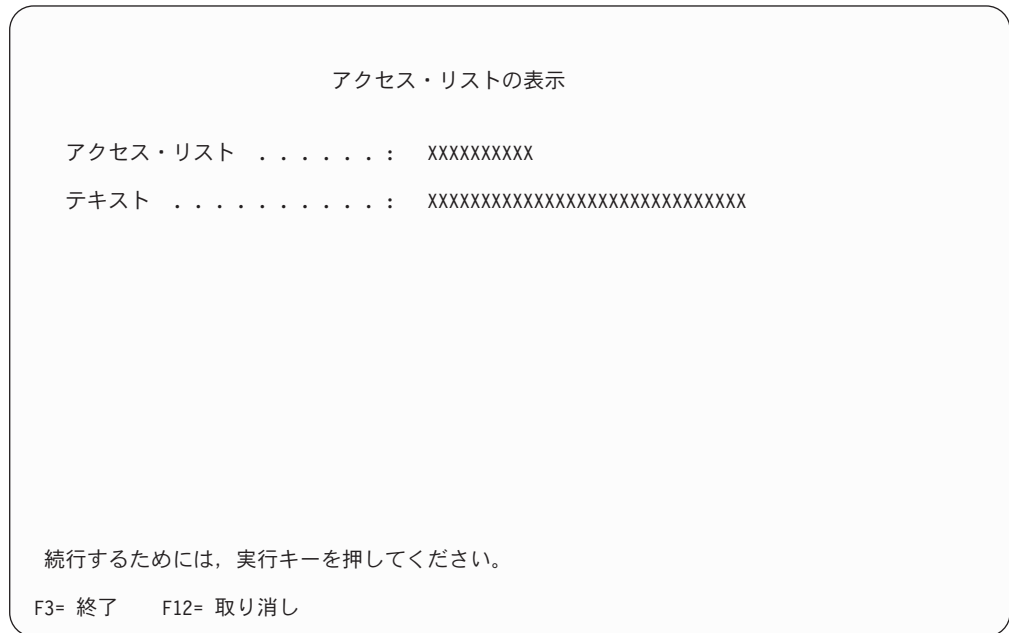 アクセス・リストの表示
アクセス・リスト . . . . . . : XXXXXXXXXX
テキスト . . . . . . . . . . : XXXXXXXXXXXXXXXXXXXXXXXXXXXXXX
続行するためには, 実行キーを押してください。
F3= 終了 F12= 取り消し